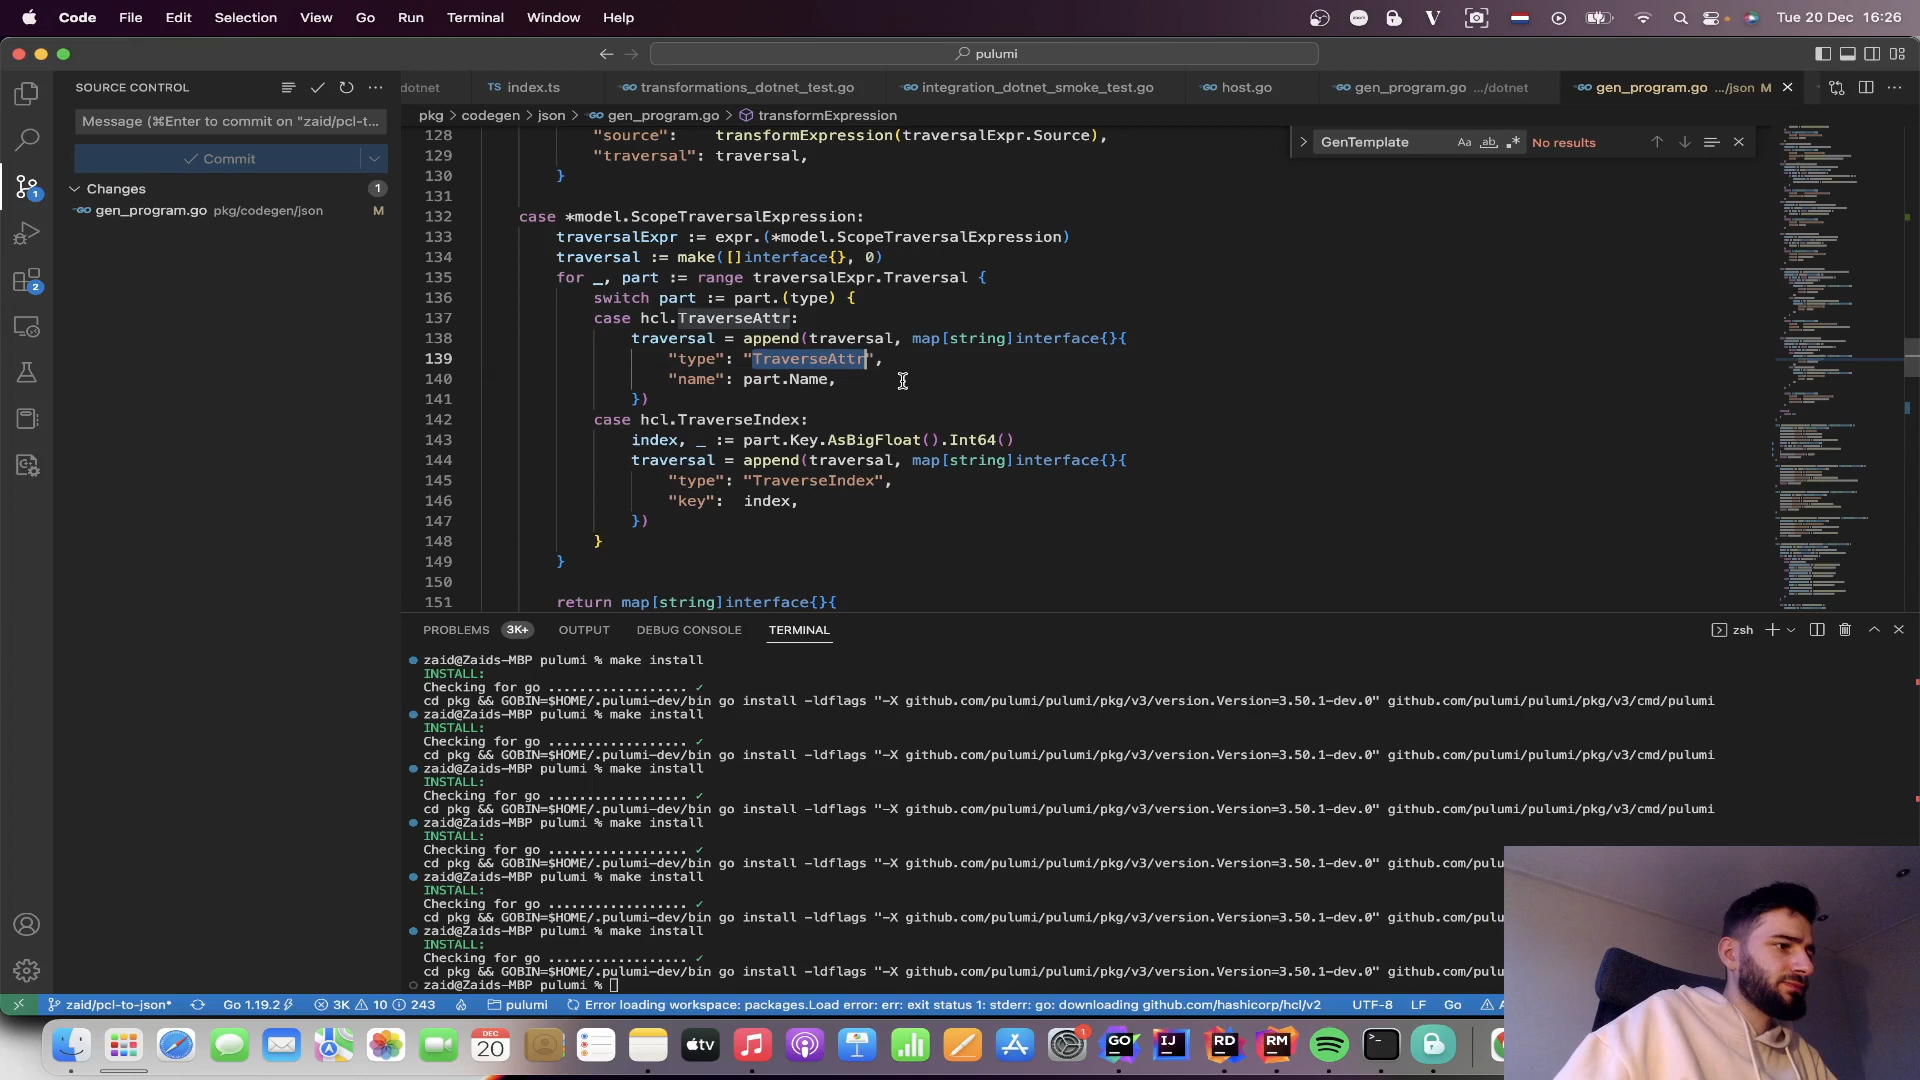 Code File Edit Selection View Go Run Terminal Window Help
zoom V Tue 20 Dec 16:26
pulumi
SOURCE CONTROL
Message (⌘Enter to commit on "zaid/pcl-t...
Commit
Changes 1
gen_program.go pkg/codegen/json M
1
2
dotnet TS index.ts transformations_dotnet_test.go integration_dotnet_smoke_test.go host.go gen_program.go .../dotnet gen_program.go .../json M
pkg > codegen > json > gen_program.go > transformExpression
GenTemplate Aa ab No results
128 "source": transformExpression(traversalExpr.Source),
129 "traversal": traversal,
130 }
131
132 case *model.ScopeTraversalExpression:
133 traversalExpr := expr.(*model.ScopeTraversalExpression)
134 traversal := make([]interface{}, 0)
135 for _, part := range traversalExpr.Traversal {
136 switch part := part.(type) {
137 case hcl.TraverseAttr:
138 traversal = append(traversal, map[string]interface{}{
139 "type": "TraverseAttr",
140 "name": part.Name,
141 })
142 case hcl.TraverseIndex:
143 index, _ := part.Key.AsBigFloat().Int64()
144 traversal = append(traversal, map[string]interface{}{
145 "type": "TraverseIndex",
146 "key": index,
147 })
148 }
149 }
150
151 return map[string]interface{}{
PROBLEMS 3K+ OUTPUT DEBUG CONSOLE TERMINAL zsh
zaid@Zaids-MBP pulumi % make install
INSTALL:
Checking for go .................. ✓
cd pkg && GOBIN=$HOME/.pulumi-dev/bin go install -ldflags "-X github.com/pulumi/pulumi/pkg/v3/version.Version=3.50.1-dev.0" github.com/pulumi/pulumi/pkg/v3/cmd/pulumi
zaid@Zaids-MBP pulumi % make install
INSTALL:
Checking for go .................. ✓
cd pkg && GOBIN=$HOME/.pulumi-dev/bin go install -ldflags "-X github.com/pulumi/pulumi/pkg/v3/version.Version=3.50.1-dev.0" github.com/pulumi/pulumi/pkg/v3/cmd/pulumi
zaid@Zaids-MBP pulumi % make install
INSTALL:
Checking for go .................. ✓
cd pkg && GOBIN=$HOME/.pulumi-dev/bin go install -ldflags "-X github.com/pulumi/pulumi/pkg/v3/version.Version=3.50.1-dev.0" github.com/pulumi/pulumi/pkg/v3/cmd/pulumi
zaid@Zaids-MBP pulumi % make install
INSTALL:
Checking for go .................. ✓
cd pkg && GOBIN=$HOME/.pulumi-dev/bin go install -ldflags "-X github.com/pulumi/pulumi/pkg/v3/version.Version=3.50.1-dev.0" github.com/pu
zaid@Zaids-MBP pulumi % make install
INSTALL:
Checking for go .................. ✓
cd pkg && GOBIN=$HOME/.pulumi-dev/bin go install -ldflags "-X github.com/pulumi/pulumi/pkg/v3/version.Version=3.50.1-dev.0" github.com/pu
zaid@Zaids-MBP pulumi % make install
INSTALL:
Checking for go .................. ✓
cd pkg && GOBIN=$HOME/.pulumi-dev/bin go install -ldflags "-X github.com/pulumi/pulumi/pkg/v3/version.Version=3.50.1-dev.0" github.com/pu
zaid@Zaids-MBP pulumi %
zaid/pcl-to-json* Go 1.19.2 3K 10 243 pulumi Error loading workspace: packages.Load error: err: exit status 1: stderr: go: downloading github.com/hashicorp/hcl/v2 UTF-8 LF Go
DEC 20 tv 1 GO IJ RD RM